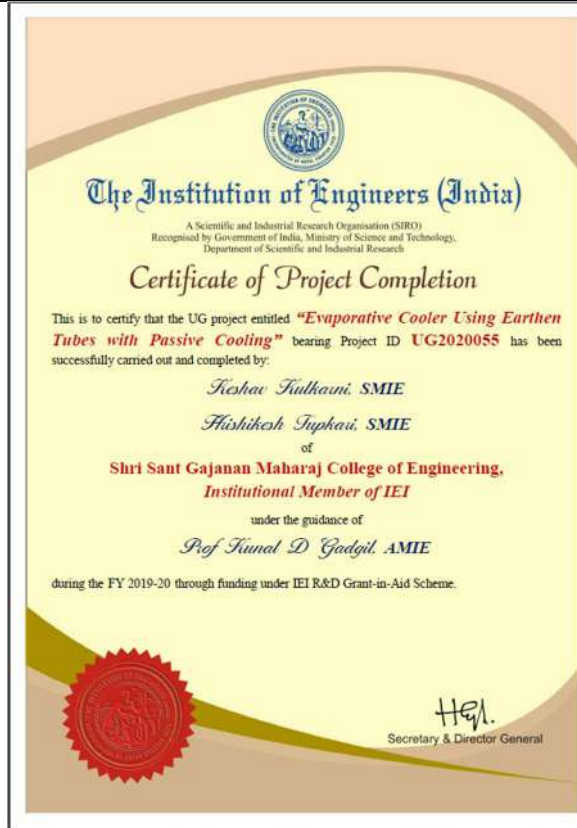 The Institution of Engineers (India)
A Scientific and Industrial Research Organisation (SIRO)
Recognised by Government of India, Ministry of Science and Technology,
Department of Scientific and Industrial Research
Certificate of Project Completion
This is to certify that the UG project entitled "Evaporative Cooler Using Earthen
Tubes with Passive Cooling" bearing Project ID UG2020055 has been
successfully carried out and completed by:
Keshav Kulkarni, SMIE
Hishikesh Tupkari, SMIE
of
Shri Sant Gajanan Maharaj College of Engineering,
Institutional Member of IEI
under the guidance of
Prof Kunal D Gadgil, AMIE
during the FY 2019-20 through funding under IEI R&D Grant-in-Aid Scheme.
Secretary & Director General